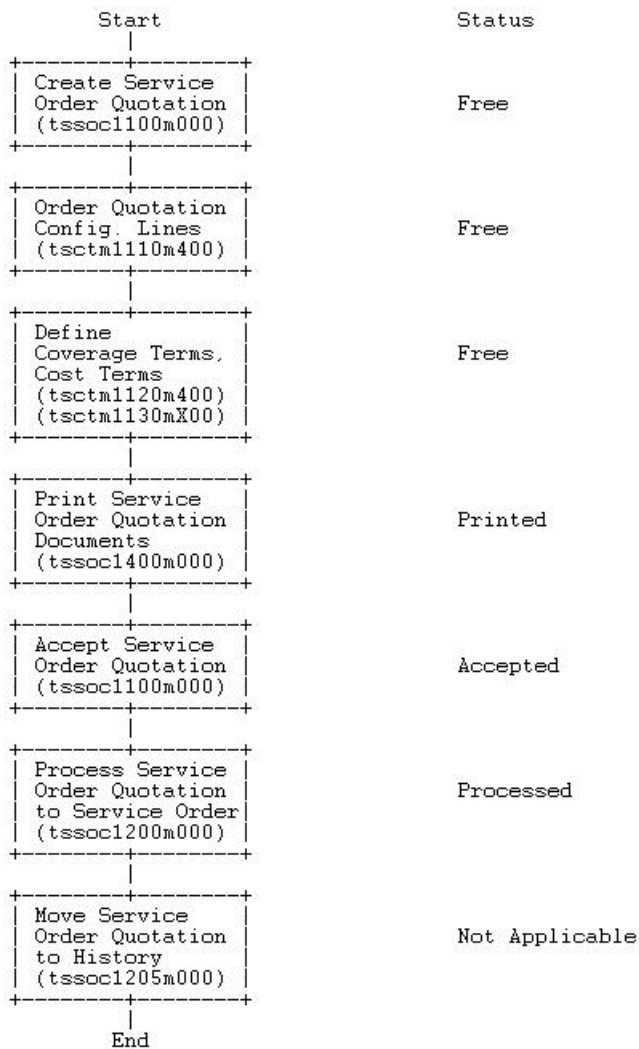 Start Status
Create Service
Order Quotation Free
(tssoc1100m000)
Order Quotation
Config. Lines Free
(tsctm1110m400)
Define
Coverage Terms, Free
Cost Terms
(tsctm1120m400)
(tsctm1130mX00)
Print Service
Order Quotation Printed
Documents
(tssoc1400m000)
Accept Service
Order Quotation Accepted
(tssoc1100m000)
Process Service
Order Quotation Processed
to Service Order
(tssoc1200m000)
Move Service
Order Quotation Not Applicable
to History
(tssoc1205m000)
End